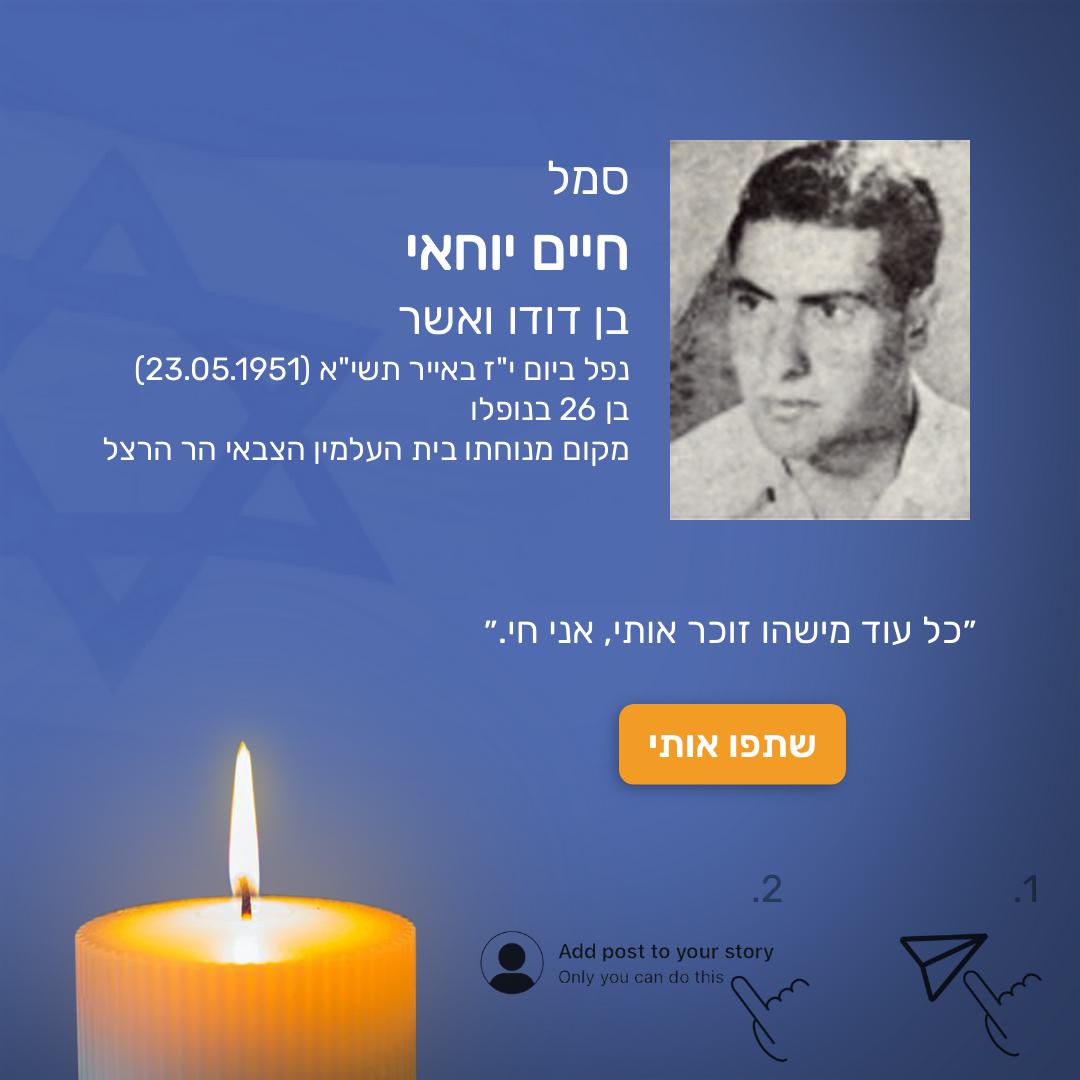 סמל
חיים יוחאי
בן דודו ואשר
נפל ביום י"ז באייר תשי"א (23.05.1951)
בן 26 בנופלו
מקום מנוחתו בית העלמין הצבאי הר הרצל
״כל עוד מישהו זוכר אותי, אני חי.״
שתפו אותי
1.
2.
Add post to your story
Only you can do this